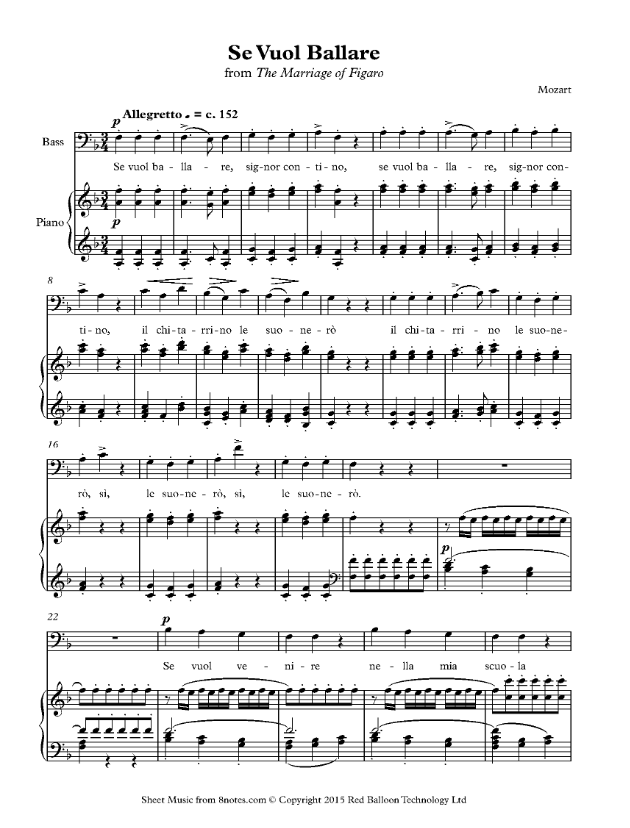 Se Vuol Ballare
from The Marriage of Figaro
Mozart
Allegretto = c. 152
p
Bass
Se vuol ba - lla - re, sig-nor con - ti-no, se vuol ba - lla - re, sig-nor con-
Piano
p
8
ti-no, il chi-ta-rri-no le suo-ne-rò il chi-ta-rri - no le suo-ne-
16
rò, sì, le suo-ne-rò, sì, le suo-ne-rò.
p
22
p
Se vuol ve - ni - re ne - lla mia scuo - la
Sheet Music from 8notes.com © Copyright 2015 Red Balloon Technology Ltd